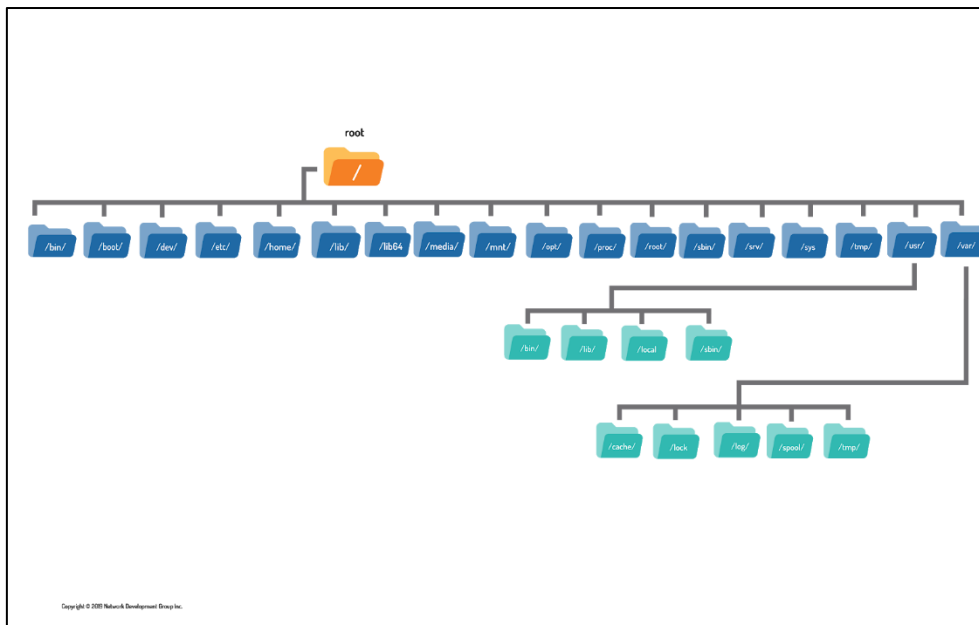 root
/
/bin/ /boot/ /dev/ /etc/ /home/ /lib/ /lib64 /media/ /mnt/ /opt/ /proc/ /root/ /sbin/ /srv/ /sys /tmp/ /usr/ /var/
/bin/ /lib/ /local /sbin/
/cache/ /lock /log/ /spool/ /tmp/
Copyright © 2019 Network Development Group Inc.